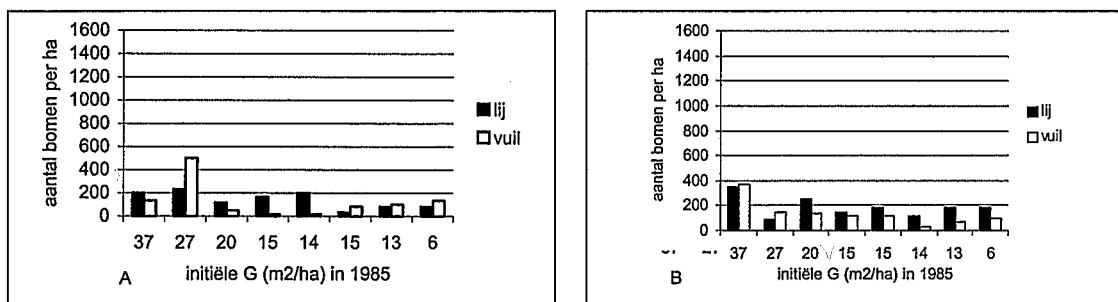 1600
1400
1200
1000
800
600
400
200
0
aantal bomen per ha
37 27 20 15 14 15 13 6
initiële G (m2/ha) in 1985
A
lij
vuil
1600
1400
1200
1000
800
600
400
200
0
aantal bomen per ha
37 27 20 15 15 14 13 6
initiële G (m2/ha) in 1985
B
lij
vuil